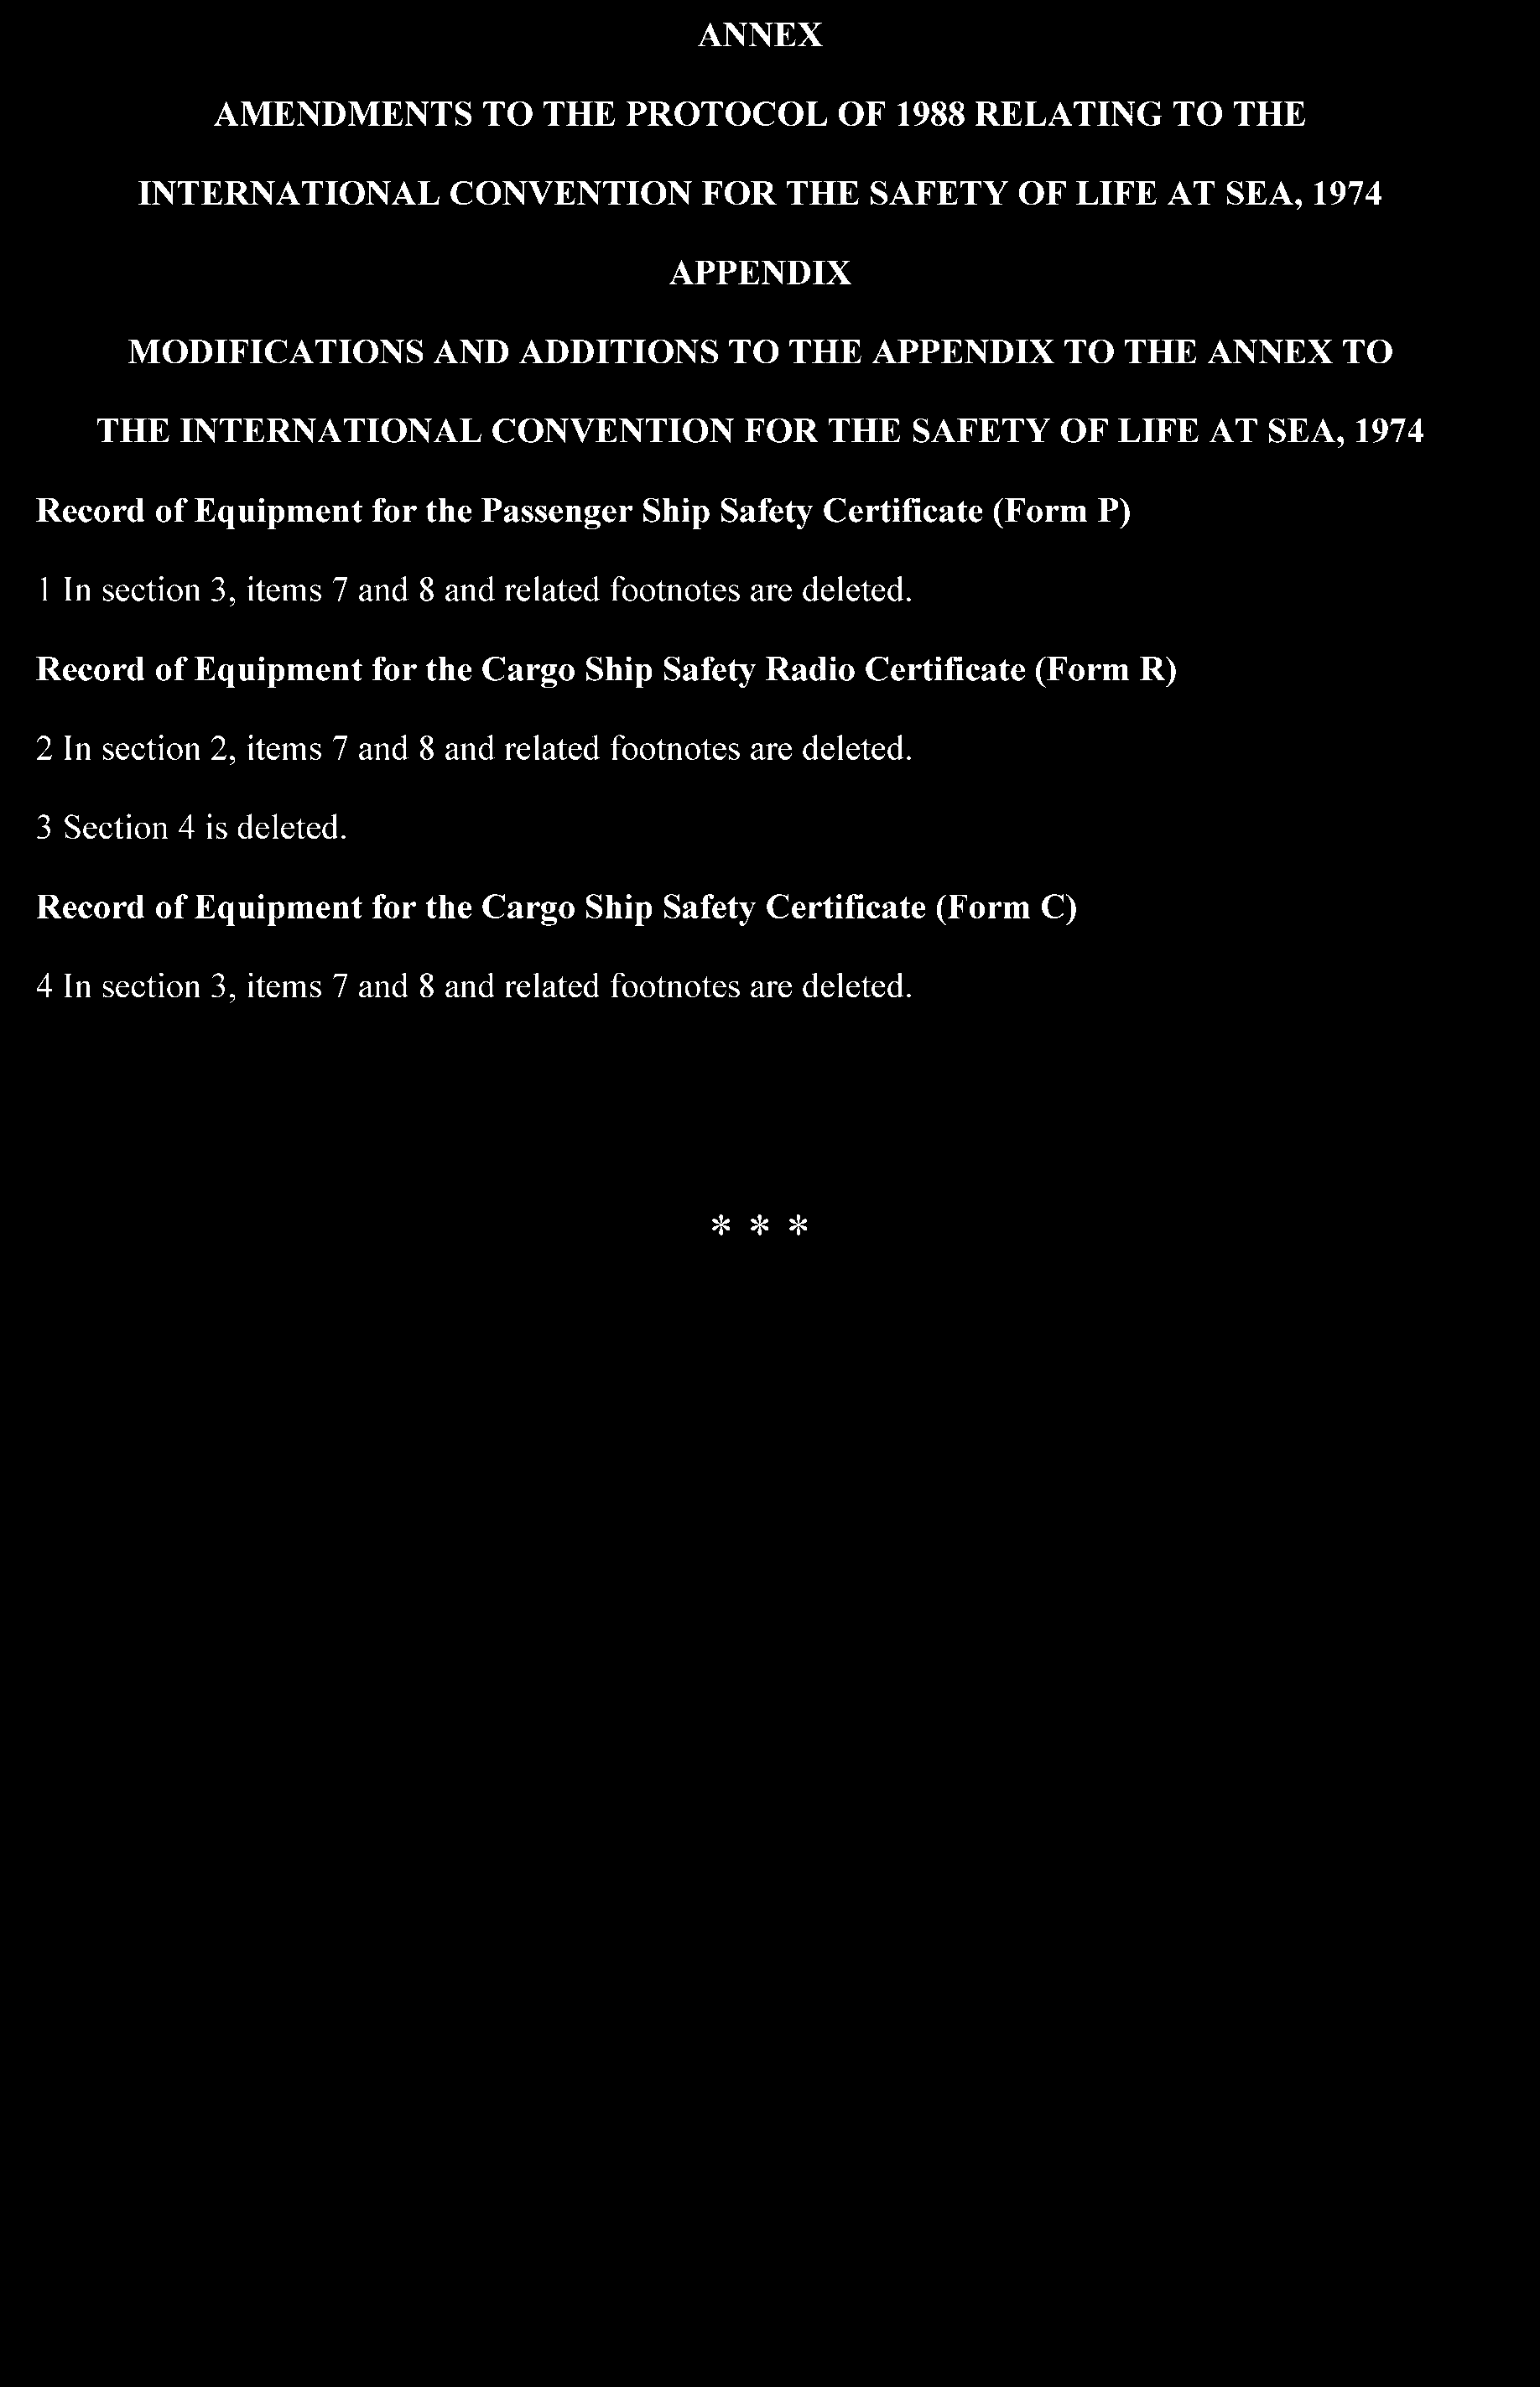 ANNEX
AMENDMENTS TO THE PROTOCOL OF 1988 RELATING TO THE
INTERNATIONAL CONVENTION FOR THE SAFETY OF LIFE AT SEA, 1974
APPENDIX
MODIFICATIONS AND ADDITIONS TO THE APPENDIX TO THE ANNEX TO
THE INTERNATIONAL CONVENTION FOR THE SAFETY OF LIFE AT SEA, 1974
Record of Equipment for the Passenger Ship Safety Certificate (Form P)
1 In section 3, items 7 and 8 and related footnotes are deleted.
Record of Equipment for the Cargo Ship Safety Radio Certificate (Form R)
2 In section 2, items 7 and 8 and related footnotes are deleted.
3 Section 4 is deleted.
Record of Equipment for the Cargo Ship Safety Certificate (Form C)
4 In section 3, items 7 and 8 and related footnotes are deleted.
* * *